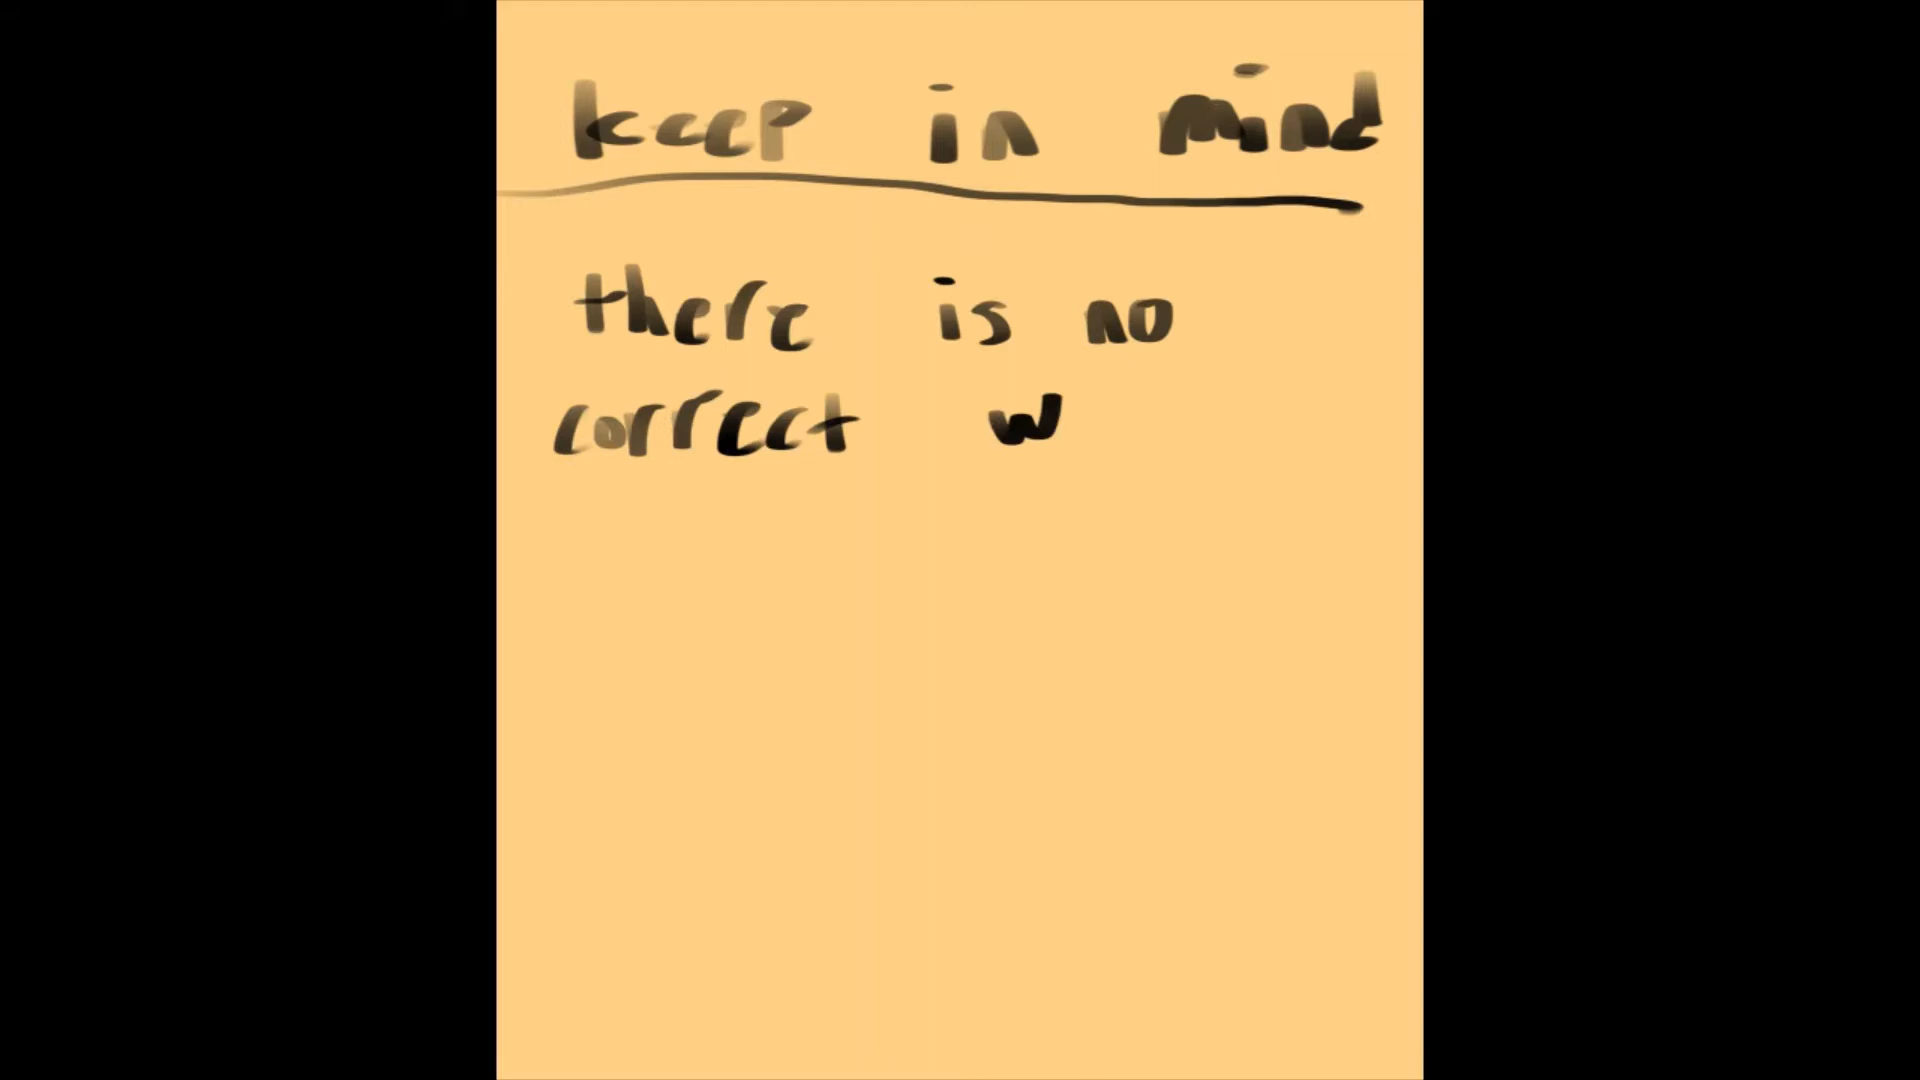 keep in mind
there is no
correct w